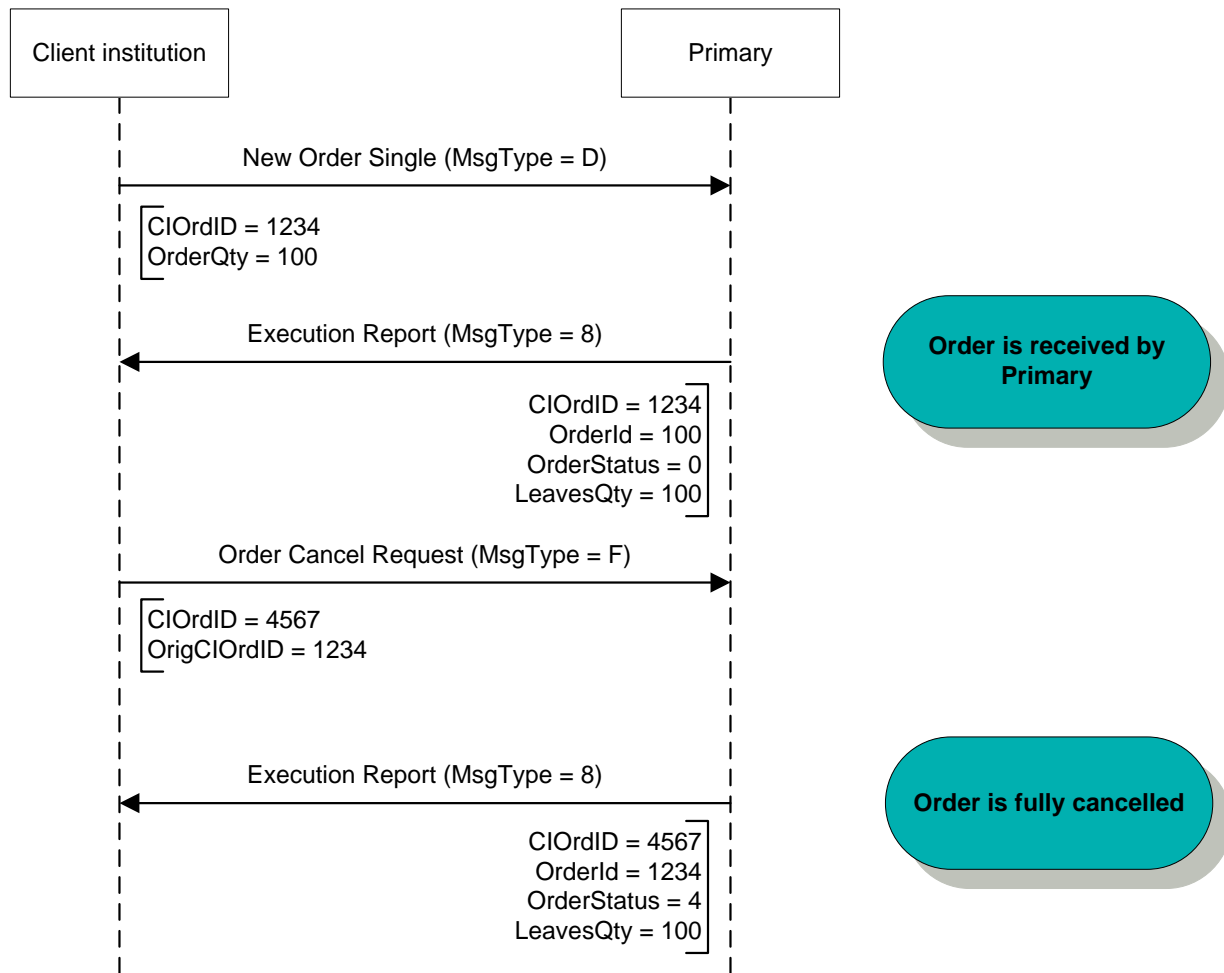 Client institution
Primary
New Order Single (MsgType = D)
ClOrdID = 1234
OrderQty = 100
Execution Report (MsgType = 8)
Order is received by
Primary
ClOrdID = 1234
OrderId = 100
OrderStatus = 0
LeavesQty = 100
Order Cancel Request (MsgType = F)
ClOrdID = 4567
OrigClOrdID = 1234
Execution Report (MsgType = 8)
Order is fully cancelled
ClOrdID = 4567
OrderId = 1234
OrderStatus = 4
LeavesQty = 100